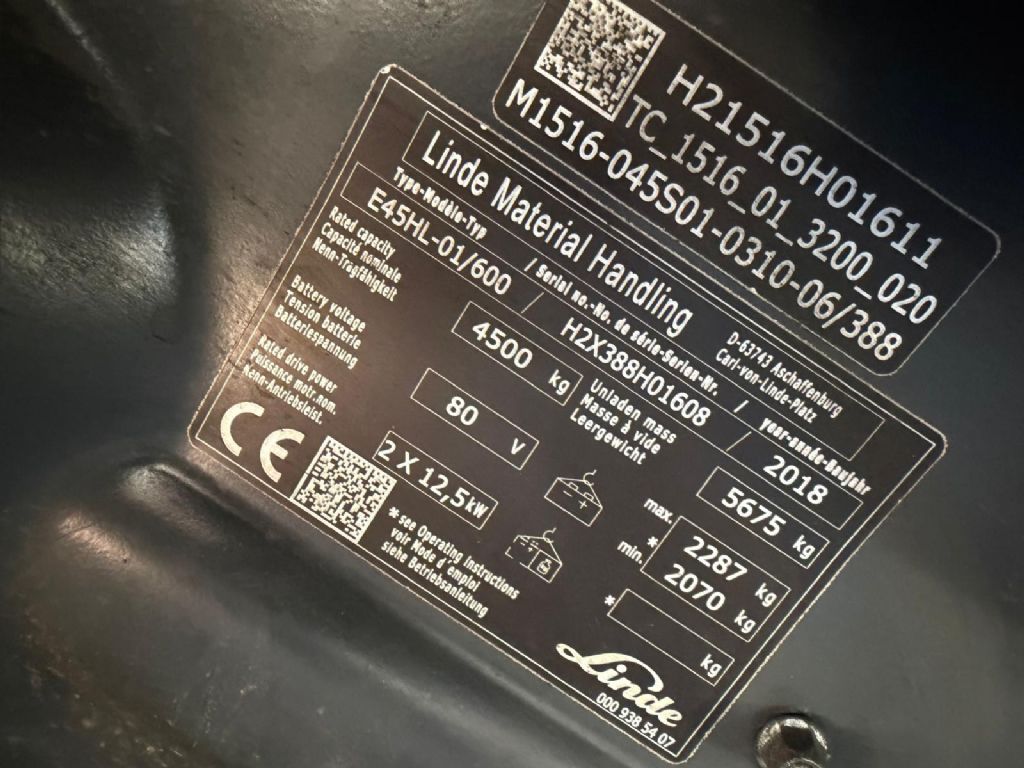 H21516H01611
TC_1516_01_3200_020
M1516-045S01-0310-06/388
Linde Material Handling
D-63743 Aschaffenburg
Carl-von-Linde-Platz
Type-Modèle-Typ / serial no.-No. de série-Serien-Nr. / year-année-Baujahr
E45HL-01/600 / H2X388H01608 / 2018
Rated capacity
Capacité nominale
Nenn-Tragfähigkeit
4500 kg
Unladen mass
Masse à vide
Leergewicht
5675 kg
Battery voltage
Tension batterie
Batteriespannung
80 V
max. 2287 kg
* min. 2070 kg
Rated drive power
Puissance mot.nom.
Nenn-Antriebsleist.
2 X 12,5kW
* kg
CE
*see Operating Instructions
voir Mode d'emploi
siehe Betriebsanleitung
Linde
000 938 54 07